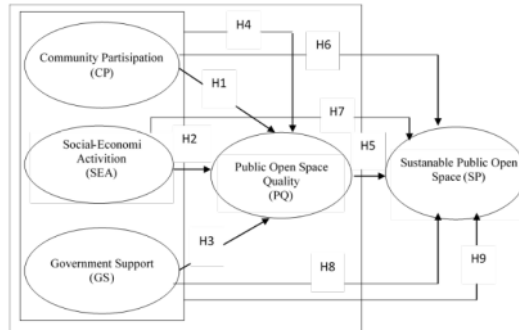 H4
H6
Community Partisipation
(CP)
H1
H7
Social-Economi
Activition
(SEA)
H2
H5
Public Open Space
Quality
(PQ)
Sustanable Public Open
Space (SP)
H3
Government Support
(GS)
H8
H9